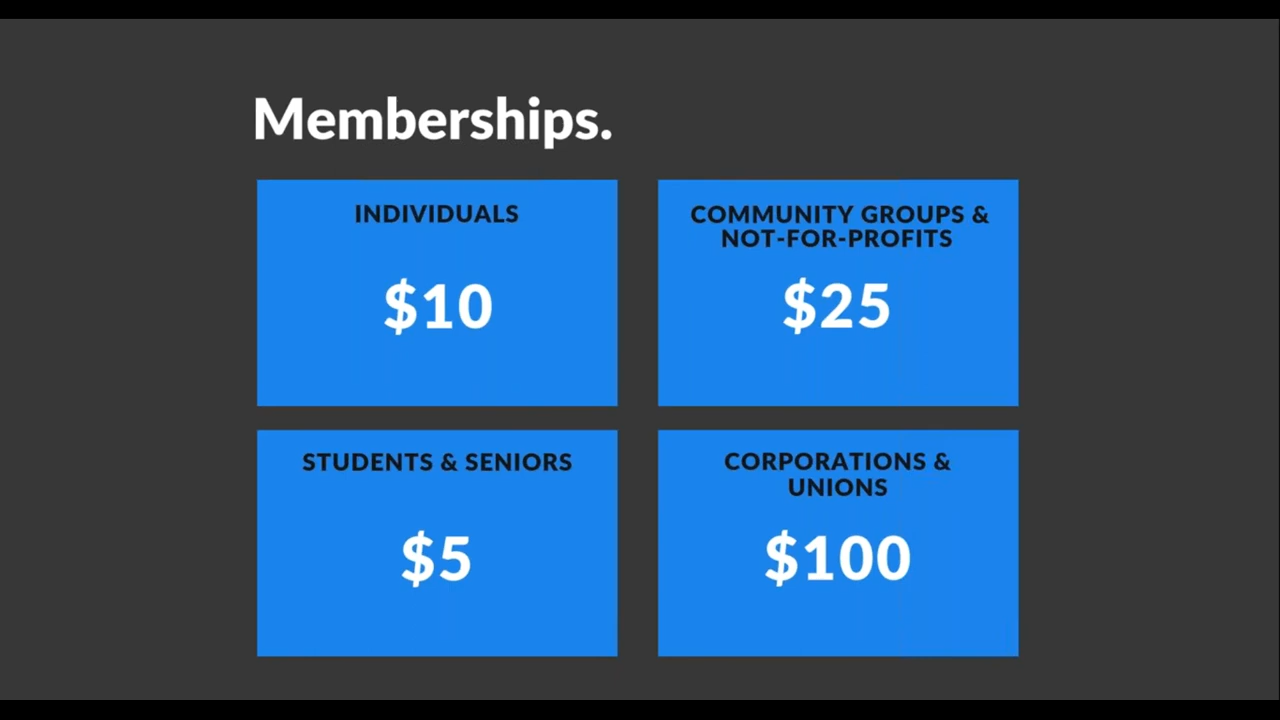 Memberships.
INDIVIDUALS
$10
COMMUNITY GROUPS &
NOT-FOR-PROFITS
$25
STUDENTS & SENIORS
$5
CORPORATIONS &
UNIONS
$100